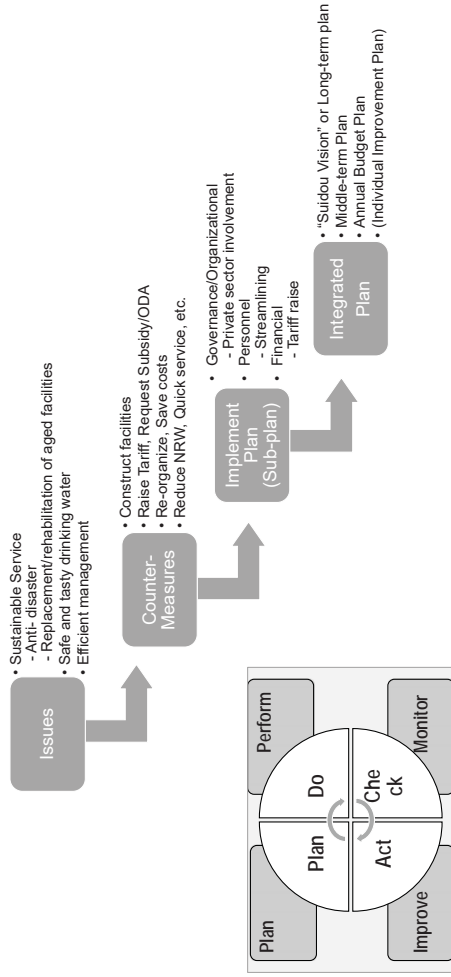 Issues
• Sustainable Service
- Anti- disaster
- Replacement/rehabilitation of aged facilities
• Safe and tasty drinking water
• Efficient management
Counter-
Measures
• Construct facilities
• Raise Tariff, Request Subsidy/ODA
• Re-organize, Save costs
• Reduce NRW, Quick service, etc.
Implement
Plan
(Sub-plan)
• Governance/Organizational
- Private sector involvement
• Personnel
- Streamlining
• Financial
- Tariff raise
Integrated
Plan
• “Suidou Vision” or Long-term plan
• Middle-term Plan
• Annual Budget Plan
• (Individual Improvement Plan)
Plan
Perform
Plan
Do
Act
Che
ck
Improve
Monitor